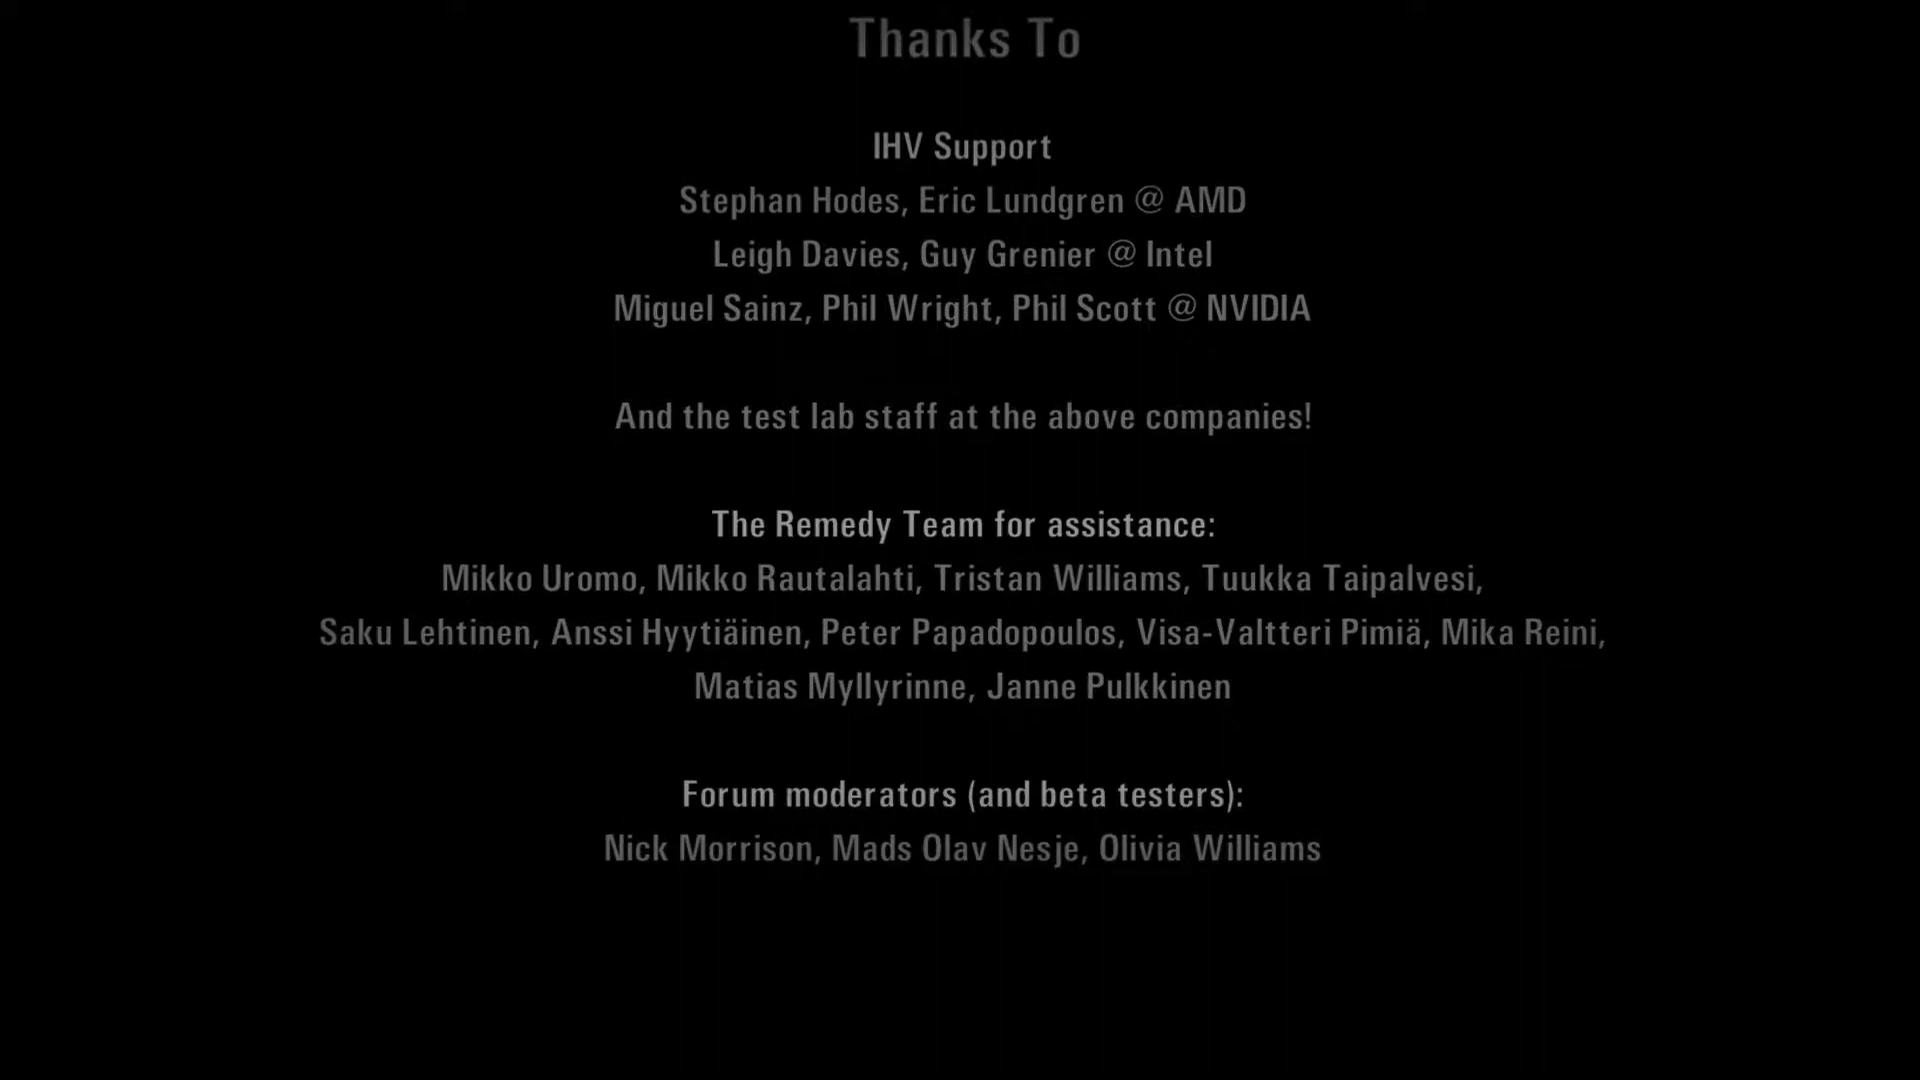 Thanks To
IHV Support
Stephan Hodes, Eric Lundgren @ AMD
Leigh Davies, Guy Grenier @ Intel
Miguel Sainz, Phil Wright, Phil Scott @ NVIDIA
And the test lab staff at the above companies!
The Remedy Team for assistance:
Mikko Uromo, Mikko Rautalahti, Tristan Williams, Tuukka Taipalvesi,
Saku Lehtinen, Anssi Hyytiäinen, Peter Papadopoulos, Visa-Valtteri Pimiä, Mika Reini,
Matias Myllyrinne, Janne Pulkkinen
Forum moderators (and beta testers):
Nick Morrison, Mads Olav Nesje, Olivia Williams